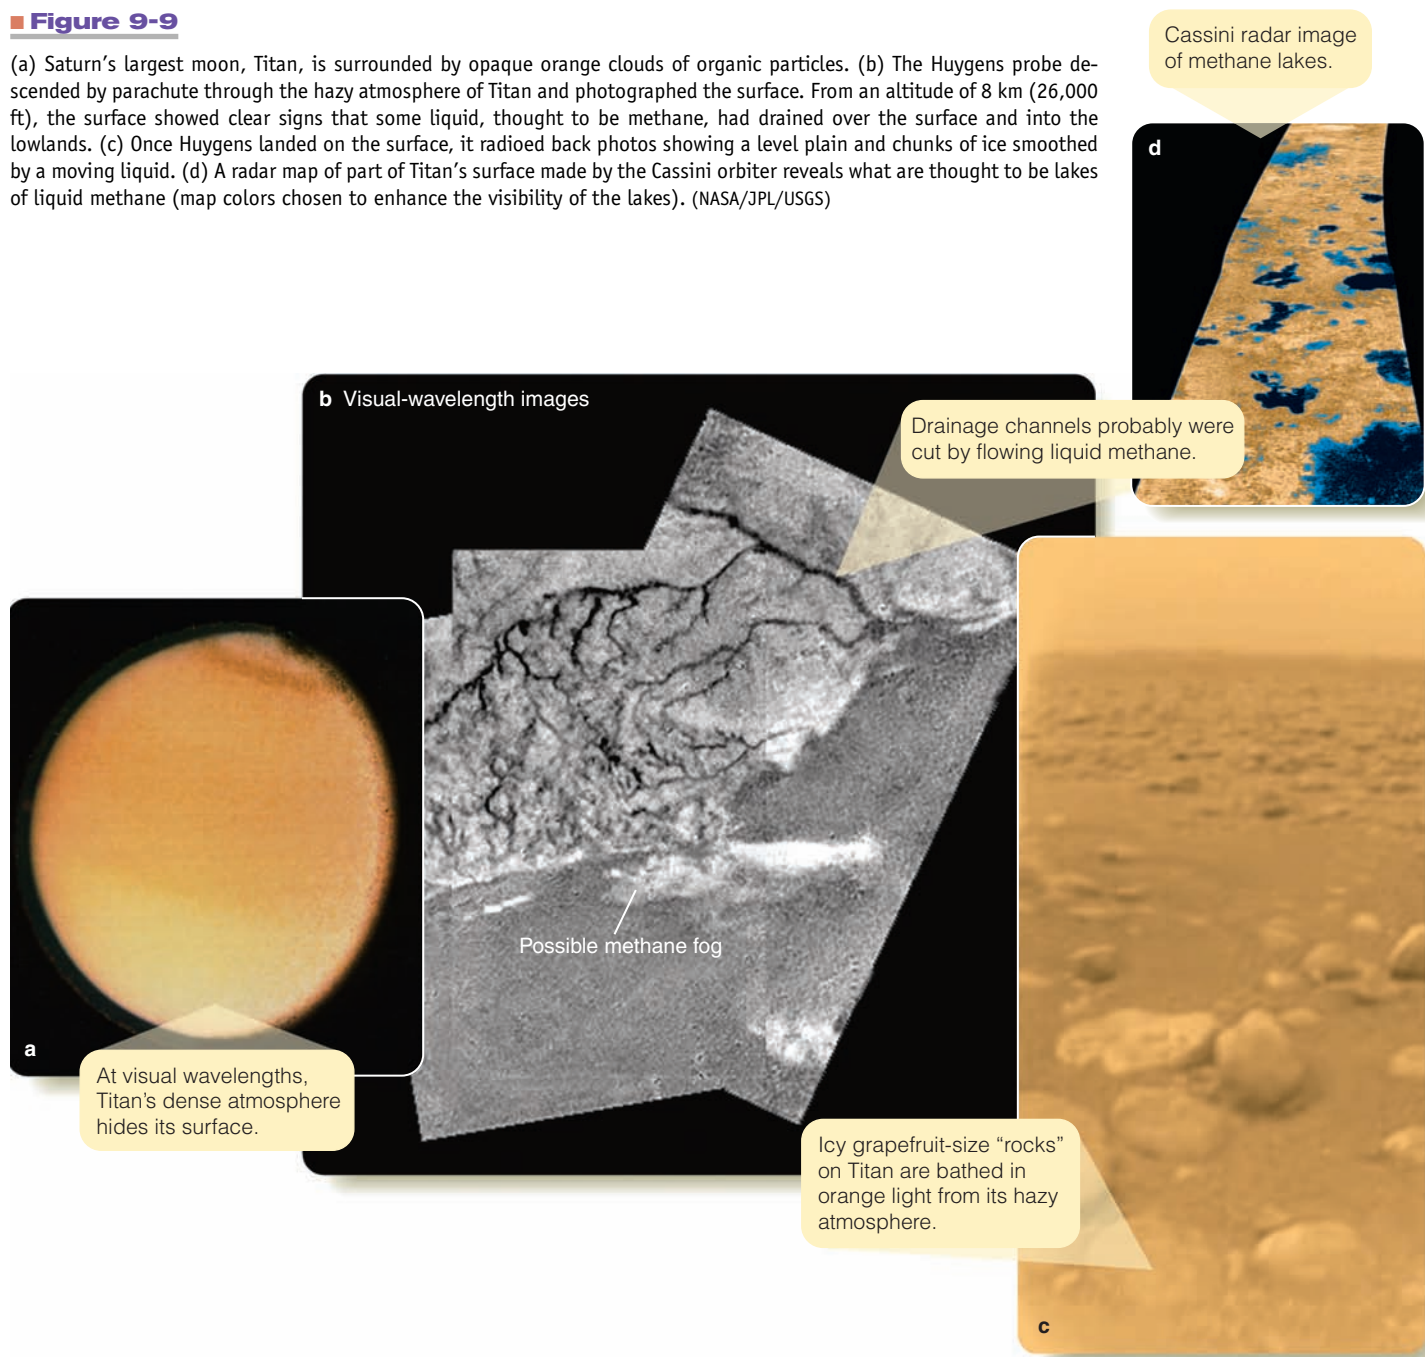 Figure 9-9
(a) Saturn’s largest moon, Titan, is surrounded by opaque orange clouds of organic particles. (b) The Huygens probe de-
scended by parachute through the hazy atmosphere of Titan and photographed the surface. From an altitude of 8 km (26,000
ft), the surface showed clear signs that some liquid, thought to be methane, had drained over the surface and into the
lowlands. (c) Once Huygens landed on the surface, it radioed back photos showing a level plain and chunks of ice smoothed
by a moving liquid. (d) A radar map of part of Titan’s surface made by the Cassini orbiter reveals what are thought to be lakes
of liquid methane (map colors chosen to enhance the visibility of the lakes). (NASA/JPL/USGS)
Cassini radar image
of methane lakes.
d
b Visual-wavelength images
Drainage channels probably were
cut by flowing liquid methane.
Possible methane fog
a
At visual wavelengths,
Titan’s dense atmosphere
hides its surface.
Icy grapefruit-size “rocks”
on Titan are bathed in
orange light from its hazy
atmosphere.
c